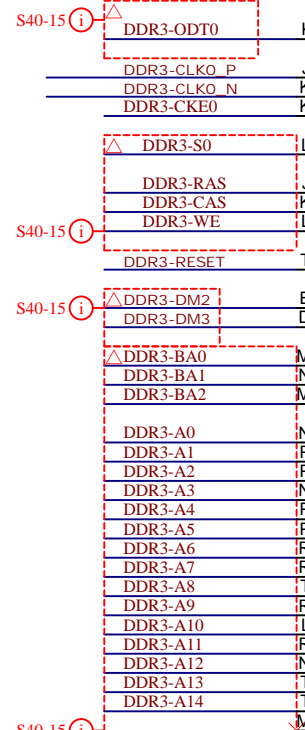 S40-15 i
DDR3-ODT0
DDR3-CLK0_P
DDR3-CLK0_N
DDR3-CKE0
DDR3-S0
DDR3-RAS
DDR3-CAS
DDR3-WE
S40-15 i
DDR3-RESET
S40-15 i
DDR3-DM2
DDR3-DM3
DDR3-BA0
DDR3-BA1
DDR3-BA2
DDR3-A0
DDR3-A1
DDR3-A2
DDR3-A3
DDR3-A4
DDR3-A5
DDR3-A6
DDR3-A7
DDR3-A8
DDR3-A9
DDR3-A10
DDR3-A11
DDR3-A12
DDR3-A13
DDR3-A14
S40-15 i